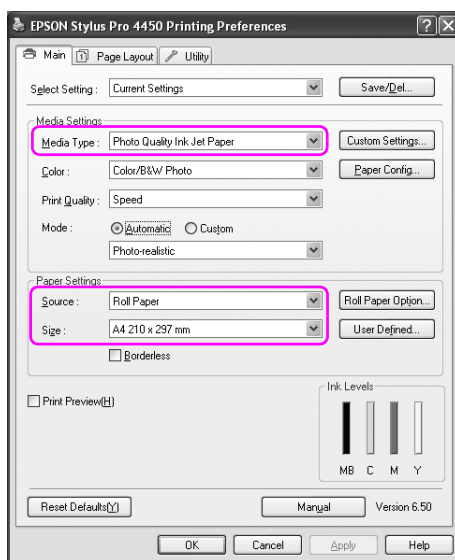 EPSON Stylus Pro 4450 Printing Preferences
Main Page Layout Utility
Select Setting : Current Settings Save/Del...
Media Settings
Media Type : Photo Quality Ink Jet Paper Custom Settings...
Color : Color/B&W Photo Paper Config...
Print Quality : Speed
Mode : Automatic Custom
Photo-realistic
Paper Settings
Source : Roll Paper Roll Paper Option...
Size : A4 210 x 297 mm User Defined...
Borderless
Print Preview(H)
Ink Levels
MB C M Y
Reset Defaults(Y) Manual Version 6.50
OK Cancel Apply Help